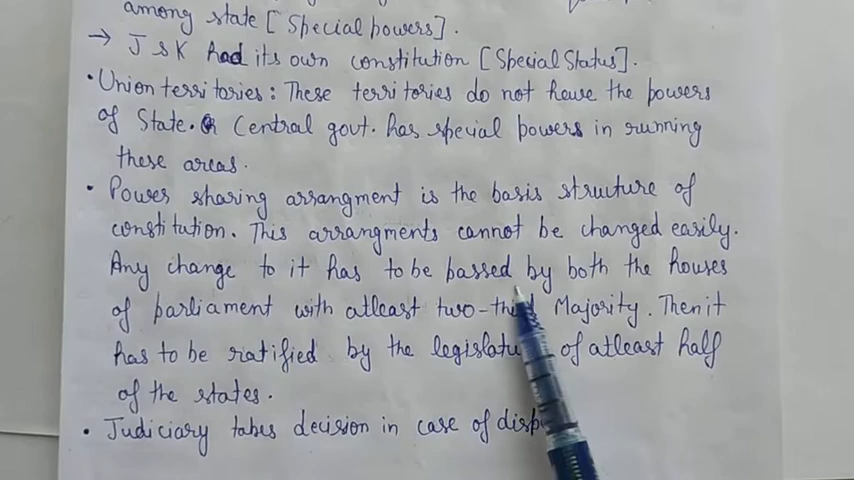 among state [Special powers].
→ J & K had its own constitution [Special Status].
• Union territories: These territories do not have the powers
of State. Central govt. has special powers in running
these areas.
• Power sharing arrangment is the basis structure of
constitution. This arrangments cannot be changed easily.
Any change to it has to be passed by both the houses
of parliament with atleast two-third Majority. Then it
has to be ratified by the legislatu of atleast half
of the states.
• Judiciary takes decision in case of disp